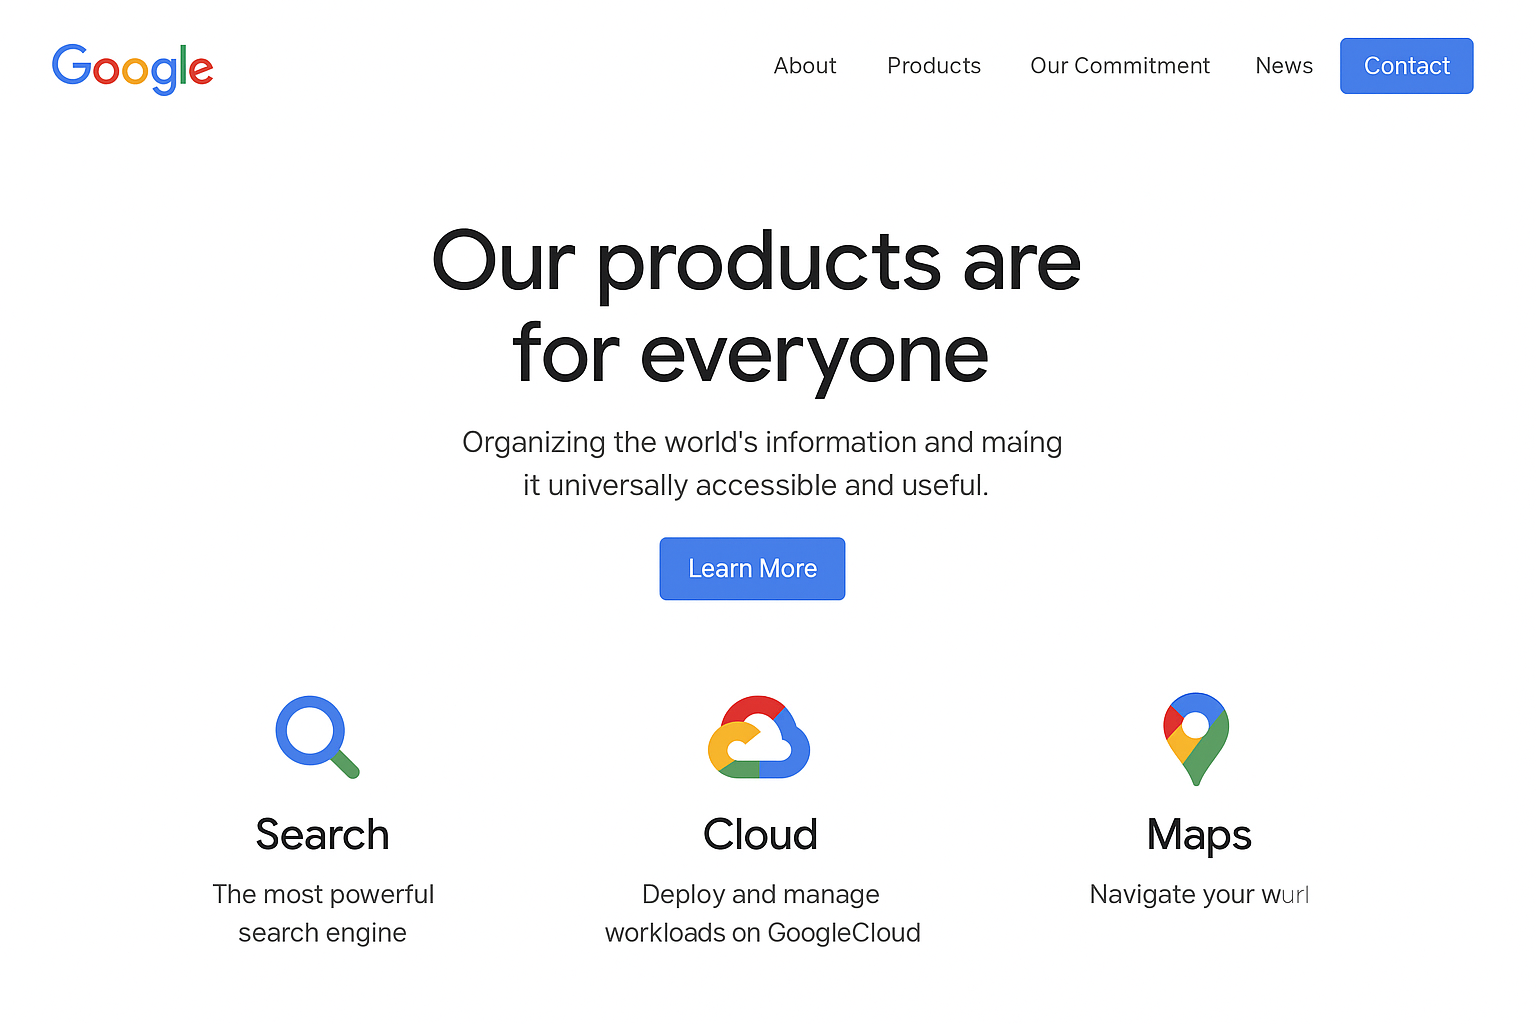 Google
About Products Our Commitment News Contact
Our products are
for everyone
Organizing the world's information and maíng
it universally accessible and useful.
Learn More
Search
The most powerful
search engine
Cloud
Deploy and manage
workloads on GoogleCloud
Maps
Navigate your wurl